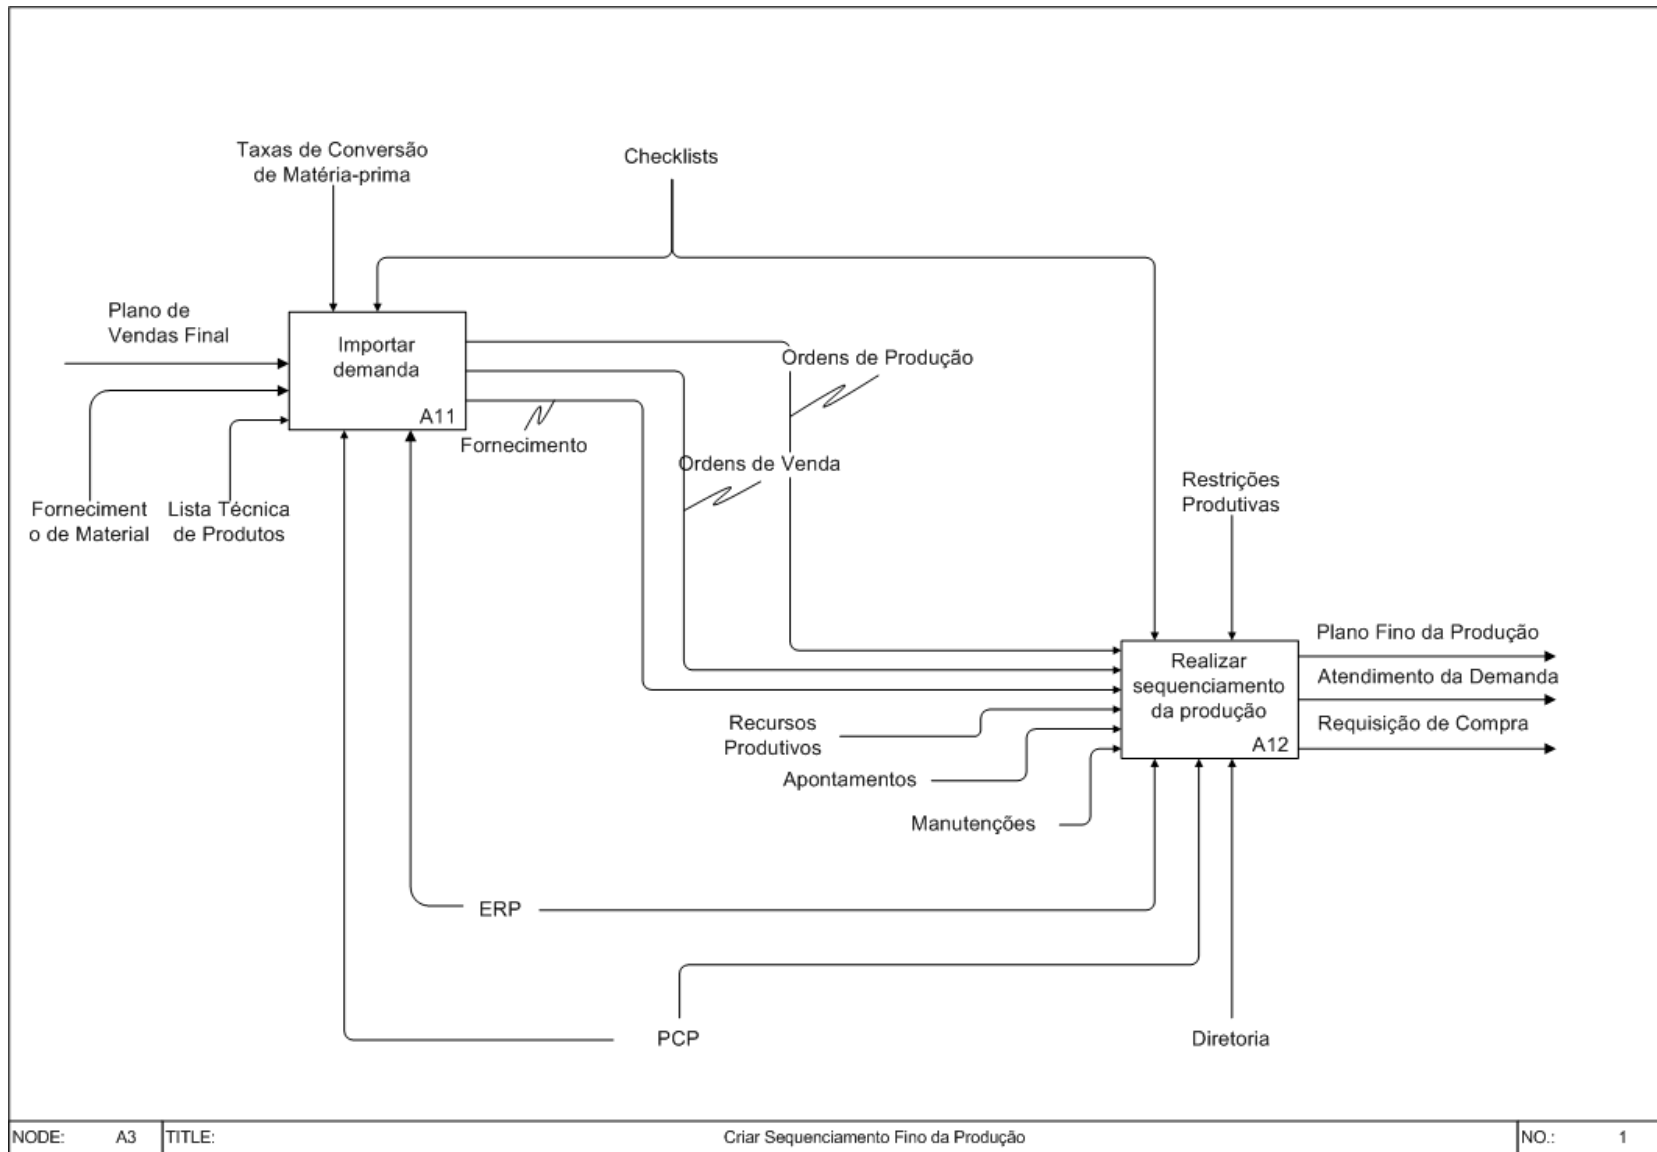 Taxas de Conversão
de Matéria-prima
Checklists
Plano de
Vendas Final
Importar
demanda
A11
Ordens de Produção
Fornecimento
Ordens de Venda
Forneciment
o de Material
Lista Técnica
de Produtos
Restrições
Produtivas
Realizar
sequenciamento
da produção
A12
Plano Fino da Produção
Atendimento da Demanda
Requisição de Compra
Recursos
Produtivos
Apontamentos
Manutenções
ERP
PCP
Diretoria
NODE: A3 TITLE: Criar Sequenciamento Fino da Produção NO.: 1